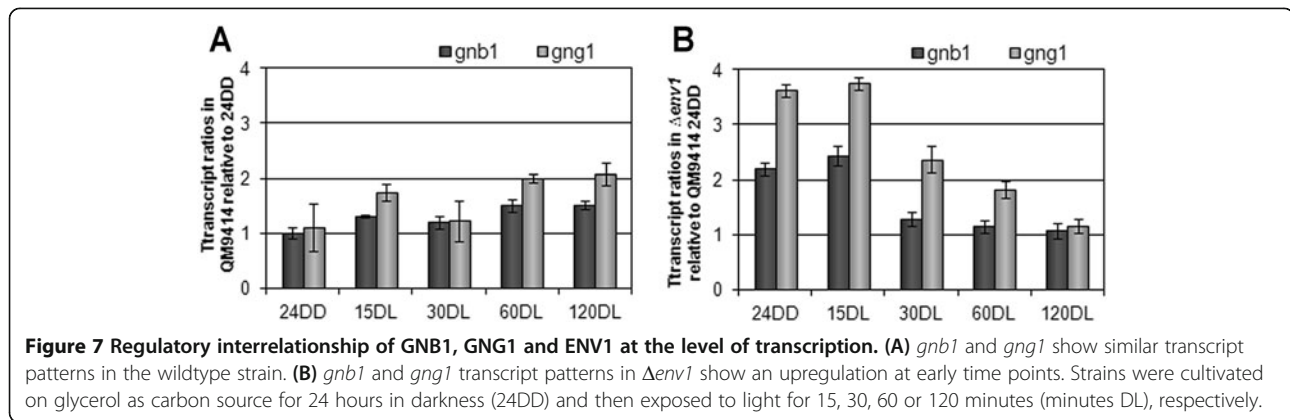 A
gnb1 gng1
Ttranscript ratios in
QM9414 relative to 24DD
4
3
2
1
0
24DD 15DL 30DL 60DL 120DL
B
gnb1 gng1
Ttranscript ratios in Δenv1
relative to QM9414 24DD
4
3
2
1
0
24DD 15DL 30DL 60DL 120DL
Figure 7 Regulatory interrelationship of GNB1, GNG1 and ENV1 at the level of transcription. (A) gnb1 and gng1 show similar transcript
patterns in the wildtype strain. (B) gnb1 and gng1 transcript patterns in Δenv1 show an upregulation at early time points. Strains were cultivated
on glycerol as carbon source for 24 hours in darkness (24DD) and then exposed to light for 15, 30, 60 or 120 minutes (minutes DL), respectively.